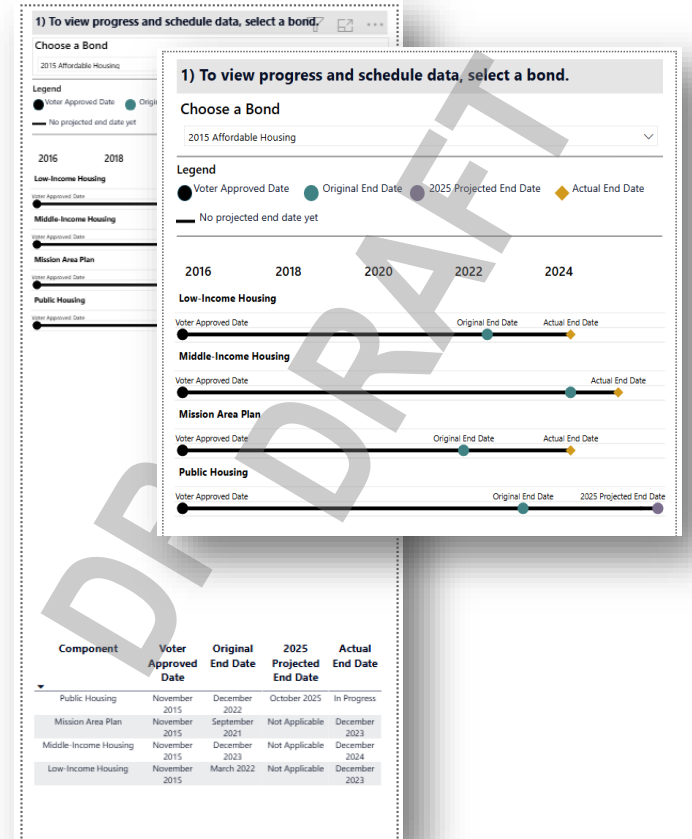 1) To view progress and schedule data, select a bond.
Choose a Bond
2015 Affordable Housing
Legend
Voter Approved Date
No projected end date yet
2016 2018
Low-Income Housing
Voter Approved Date
Middle-Income Housing
Voter Approved Date
Mission Area Plan
Voter Approved Date
Public Housing
Voter Approved Date
1) To view progress and schedule data, select a bond.
Choose a Bond
2015 Affordable Housing
Legend
Voter Approved Date Original End Date 2025 Projected End Date Actual End Date
No projected end date yet
2016 2018 2020 2022 2024
Low-Income Housing
Voter Approved Date Original End Date Actual End Date
Middle-Income Housing
Voter Approved Date Actual End Date
Mission Area Plan
Voter Approved Date Original End Date Actual End Date
Public Housing
Voter Approved Date Original End Date 2025 Projected End Date
DRAFT
Component Voter Original 2025 Actual
Approved End Date Projected End Date
Date End Date
Public Housing November December October 2025 In Progress
2015 2022
Mission Area Plan November September Not Applicable December
2015 2021 2023
Middle-Income Housing November December Not Applicable December
2015 2023 2024
Low-Income Housing November March 2022 Not Applicable December
2015 2023